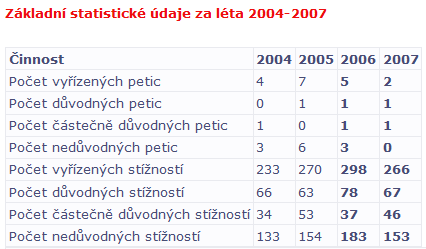 Základní statistické údaje za léta 2004-2007
Činnost 2004 2005 2006 2007
Počet vyřízených petic 4 7 5 2
Počet důvodných petic 0 1 1 1
Počet částečně důvodných petic 1 0 1 1
Počet nedůvodných petic 3 6 3 0
Počet vyřízených stížností 233 270 298 266
Počet důvodných stížností 66 63 78 67
Počet částečně důvodných stížností 34 53 37 46
Počet nedůvodných stížností 133 154 183 153